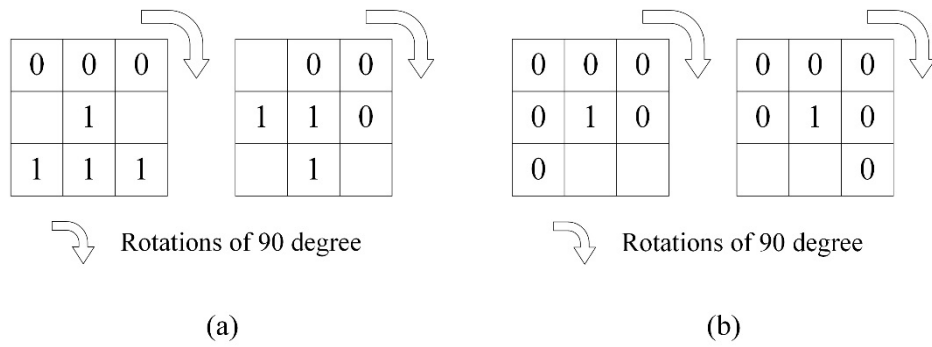 0 0 0 0 0 0 0 0 0 0 0
1 1 1 0 0 1 0 0 1 0
1 1 1 1 0 0
Rotations of 90 degree Rotations of 90 degree
(a) (b)